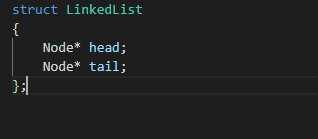 struct LinkedList
{
    Node* head;
    Node* tail;
};